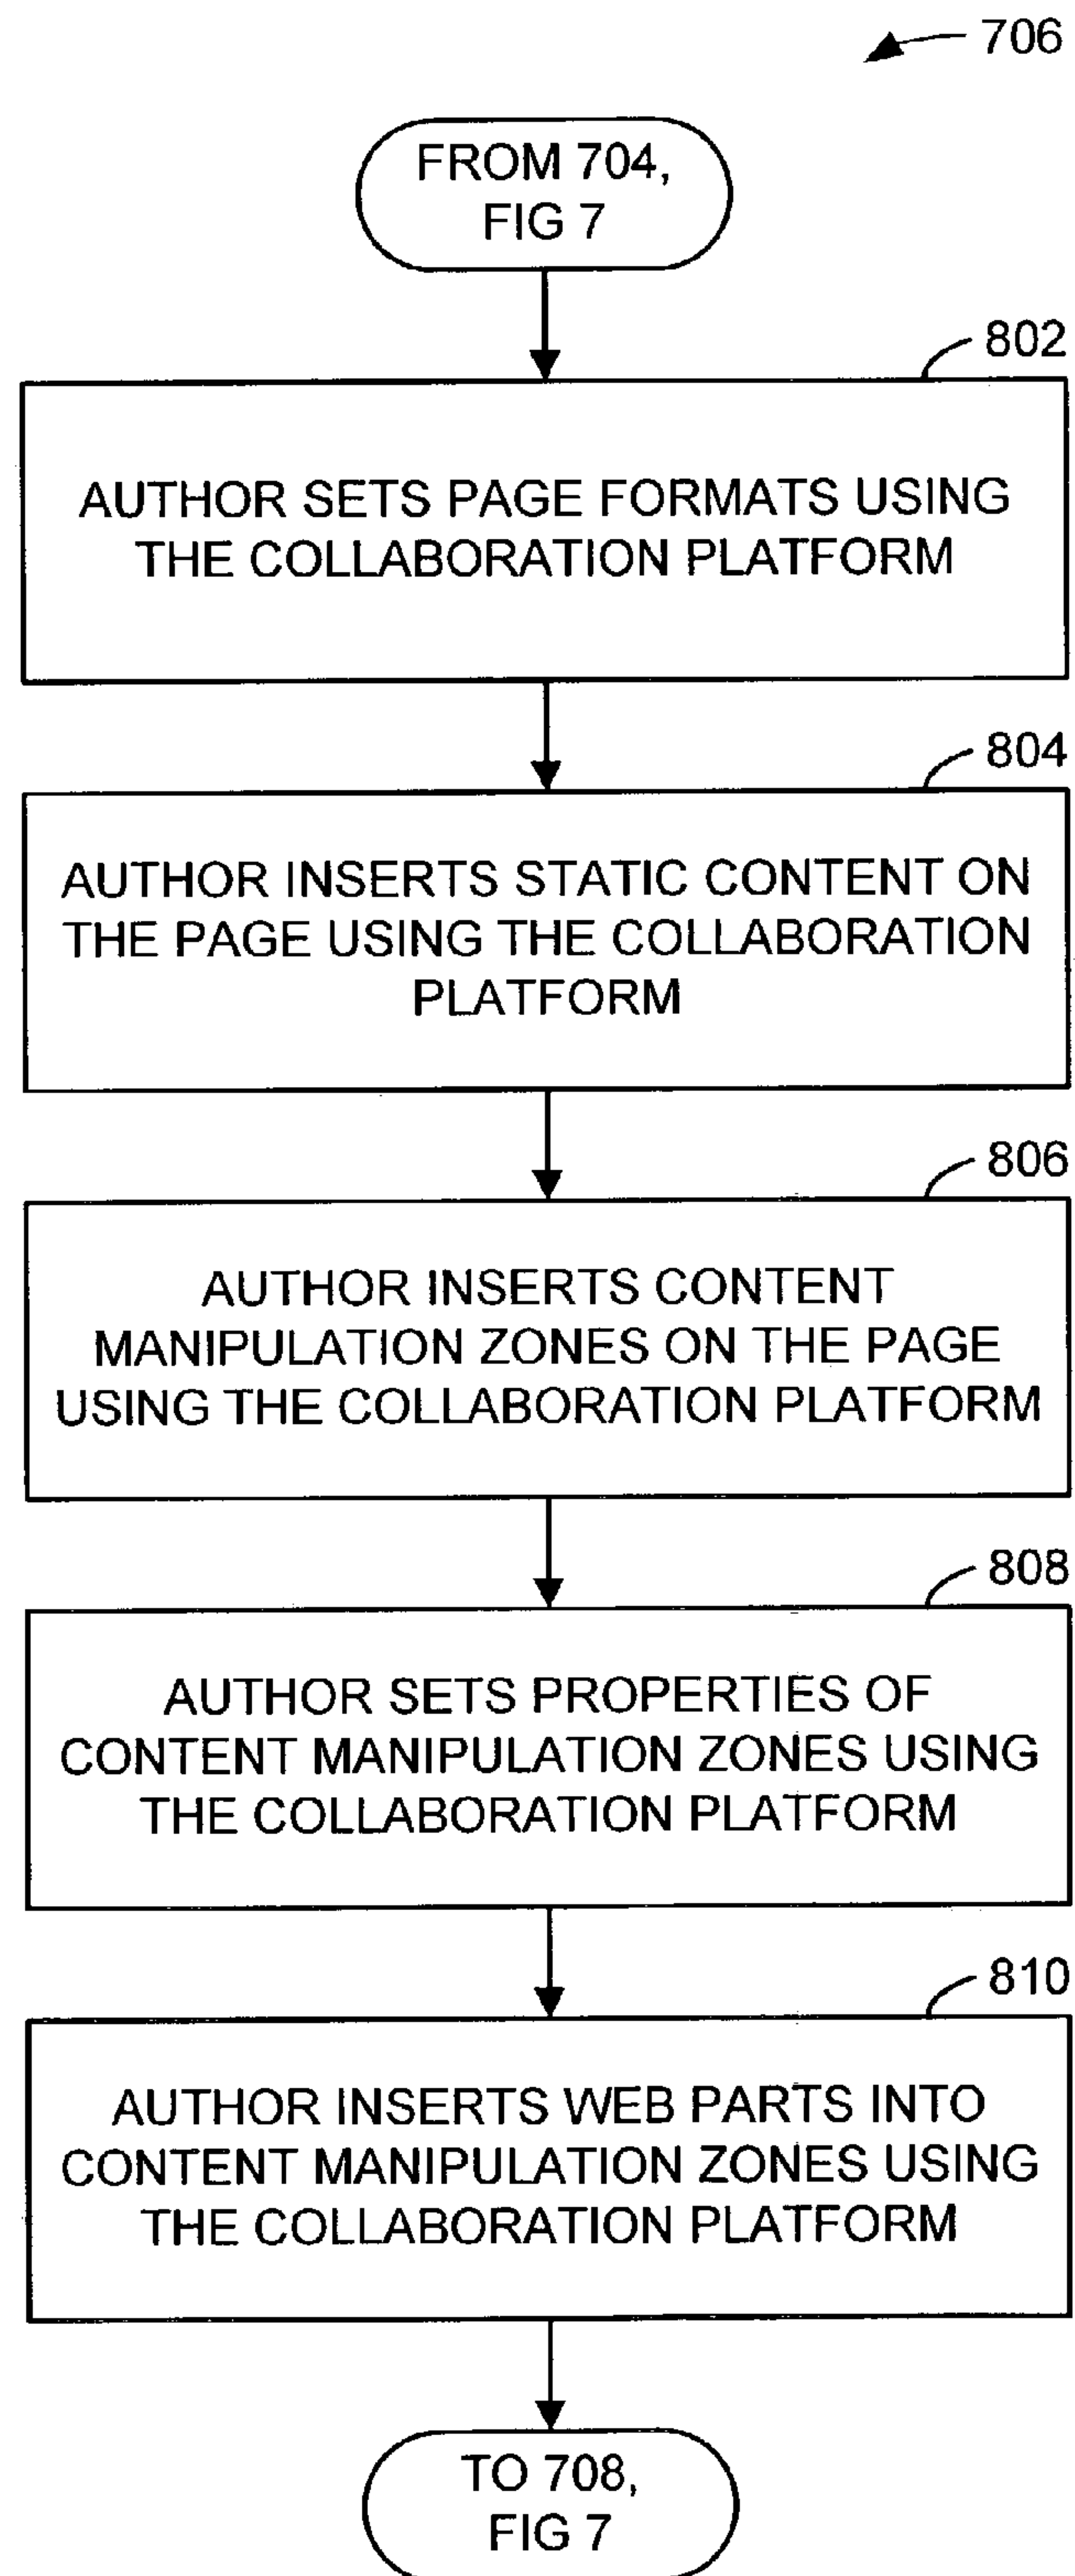 706
FROM 704,
FIG 7
802
AUTHOR SETS PAGE FORMATS USING
THE COLLABORATION PLATFORM
804
AUTHOR INSERTS STATIC CONTENT ON
THE PAGE USING THE COLLABORATION
PLATFORM
806
AUTHOR INSERTS CONTENT
MANIPULATION ZONES ON THE PAGE
USING THE COLLABORATION PLATFORM
808
AUTHOR SETS PROPERTIES OF
CONTENT MANIPULATION ZONES USING
THE COLLABORATION PLATFORM
810
AUTHOR INSERTS WEB PARTS INTO
CONTENT MANIPULATION ZONES USING
THE COLLABORATION PLATFORM
TO 708,
FIG 7